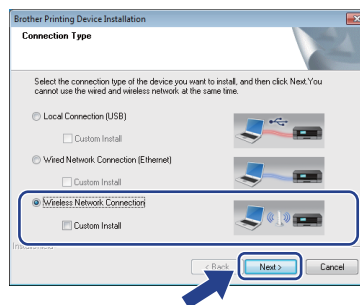 Brother Printing Device Installation
Connection Type
Select the connection type of the device you want to install, and then click Next.You
cannot use the wired and wireless network at the same time.
Local Connection (USB)
Custom Install
Wired Network Connection (Ethernet)
Custom Install
Wireless Network Connection
Custom Install
InstallShield
< Back
Next >
Cancel